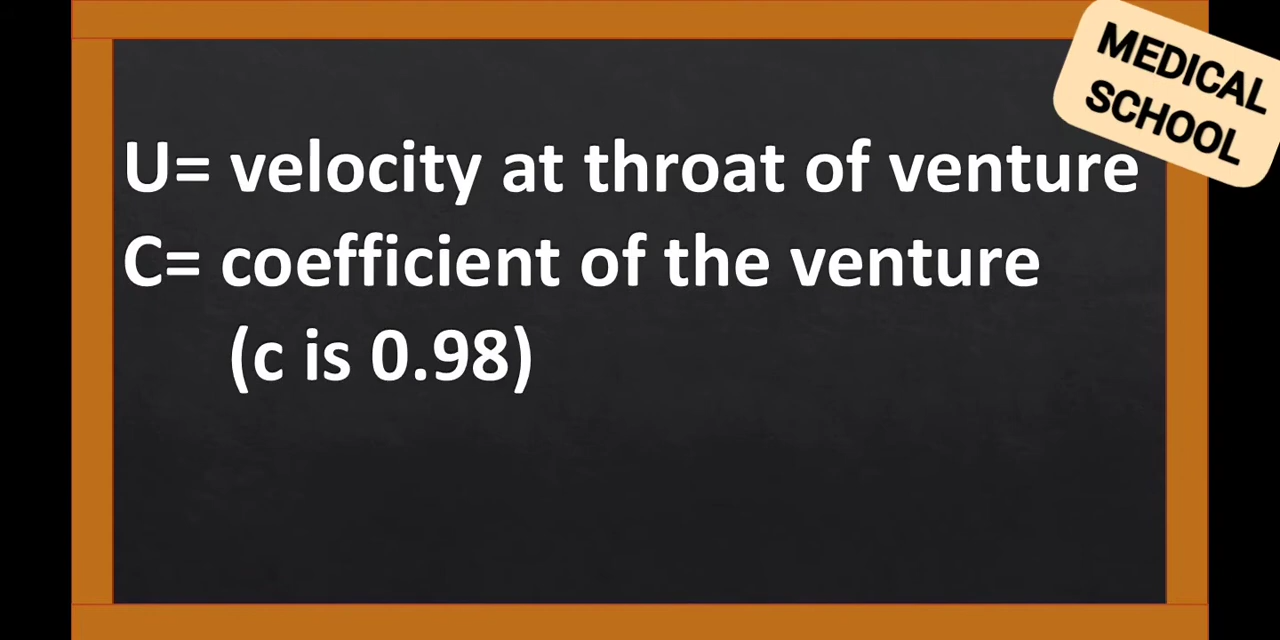 MEDICAL
SCHOOL
U= velocity at throat of venture
C= coefficient of the venture
(c is 0.98)